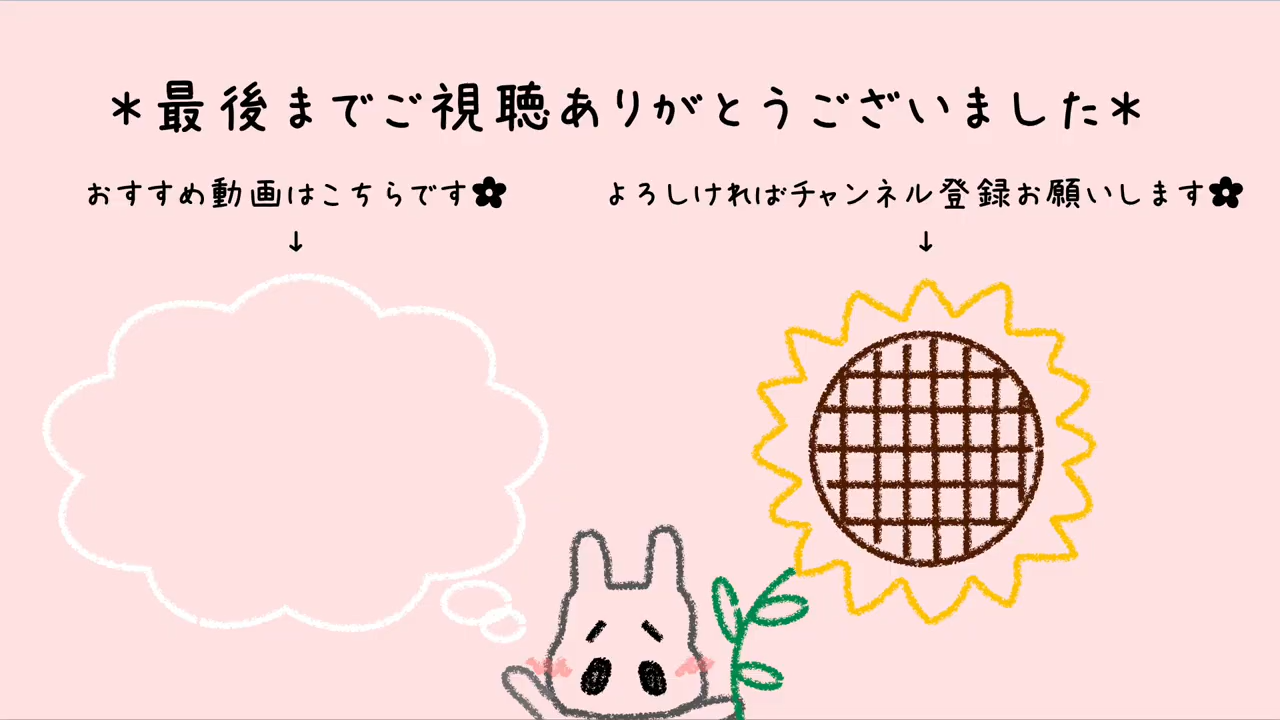 *最後までご視聴ありがとうございました*
おすすめ動画はこちらです✿
よろしければチャンネル登録お願いします✿
↓
↓